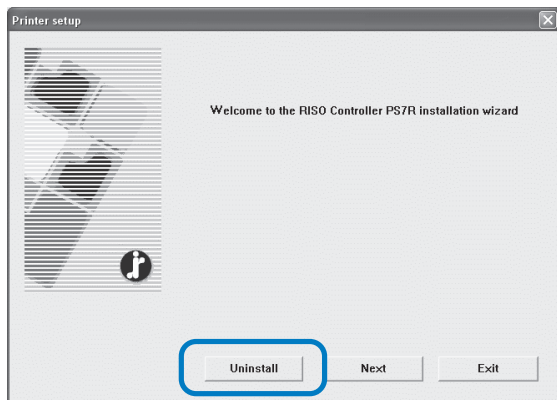 Printer setup
Welcome to the RISO Controller PS7R installation wizard
Uninstall
Next
Exit